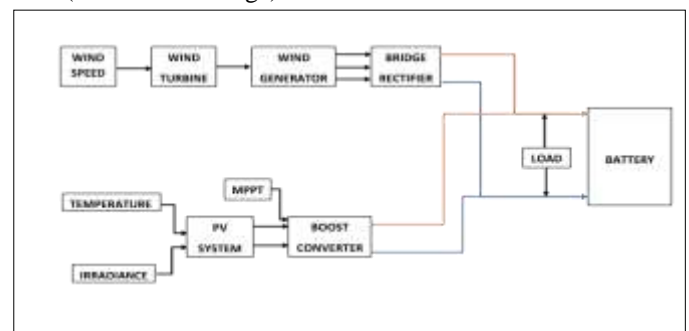 WIND
SPEED
WIND
TURBINE
WIND
GENERATOR
BRIDGE
RECTIFIER
LOAD
BATTERY
MPPT
TEMPERATURE
PV
SYSTEM
BOOST
CONVERTER
IRRADIANCE